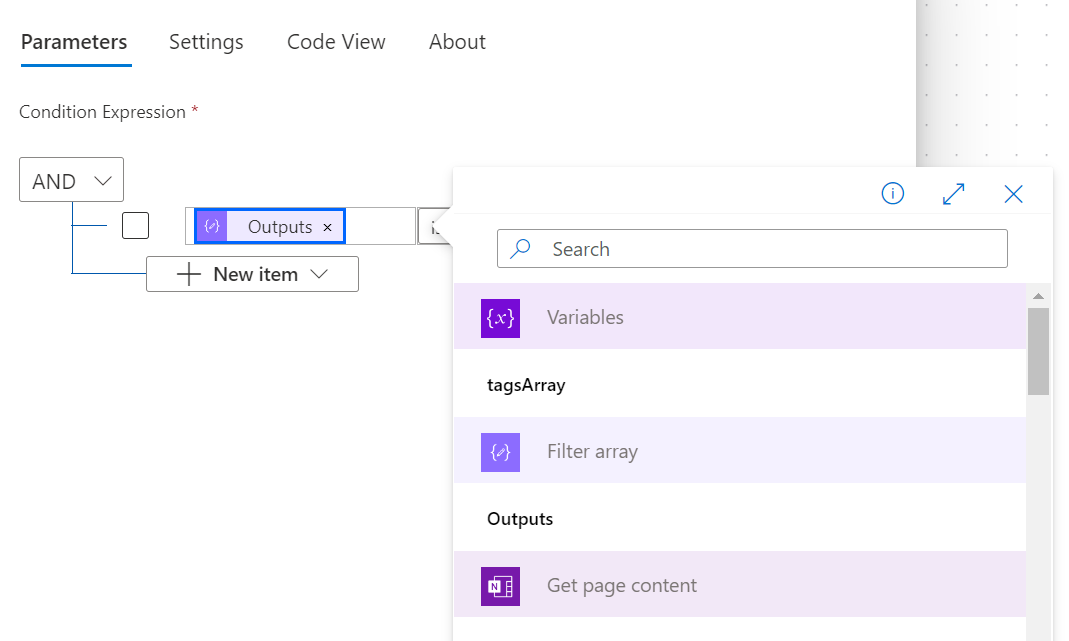 Parameters Settings Code View About
Condition Expression *
AND
Outputs ×
New item
Search
{x} Variables
tagsArray
Filter array
Outputs
N Get page content